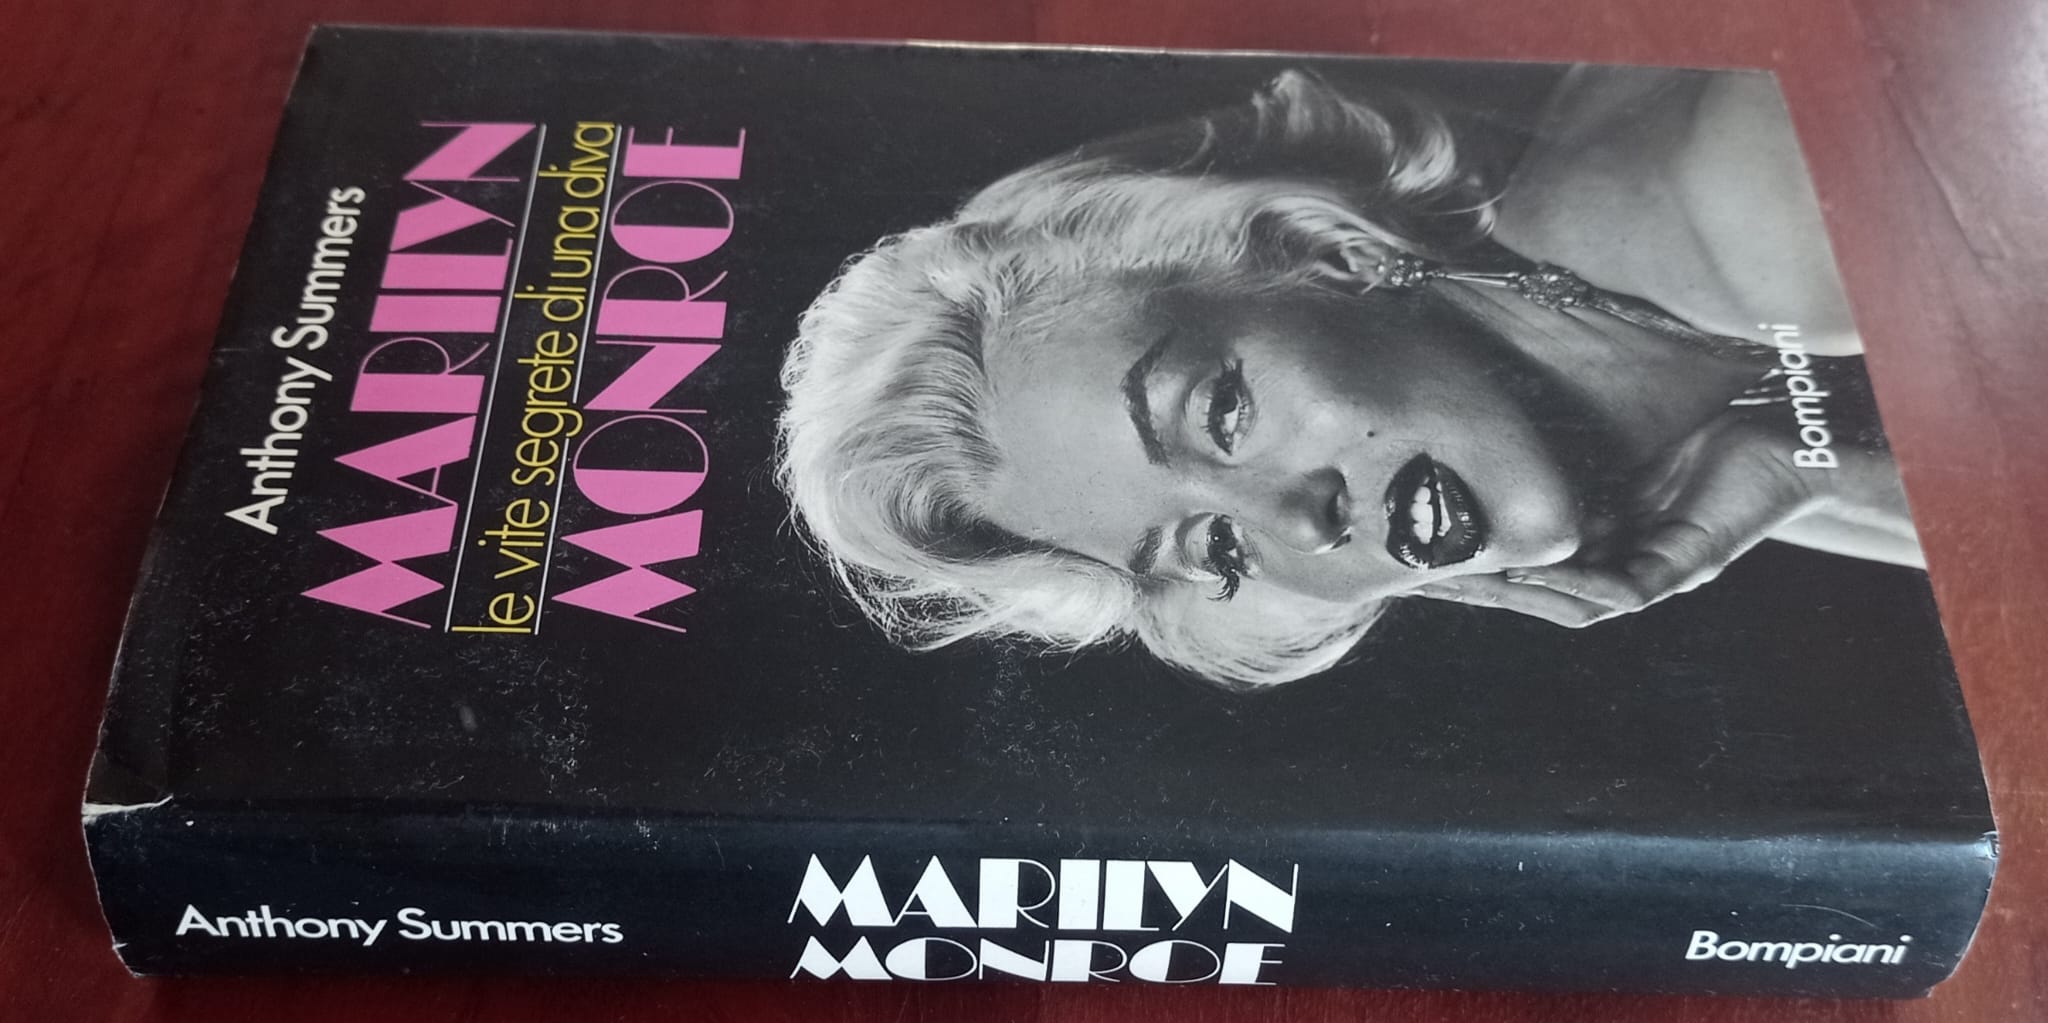 Anthony Summers
MARILYN
le vite segrete di una diva
MONROE
Bompiani
Anthony Summers
MARILYN
MONROE
Bompiani